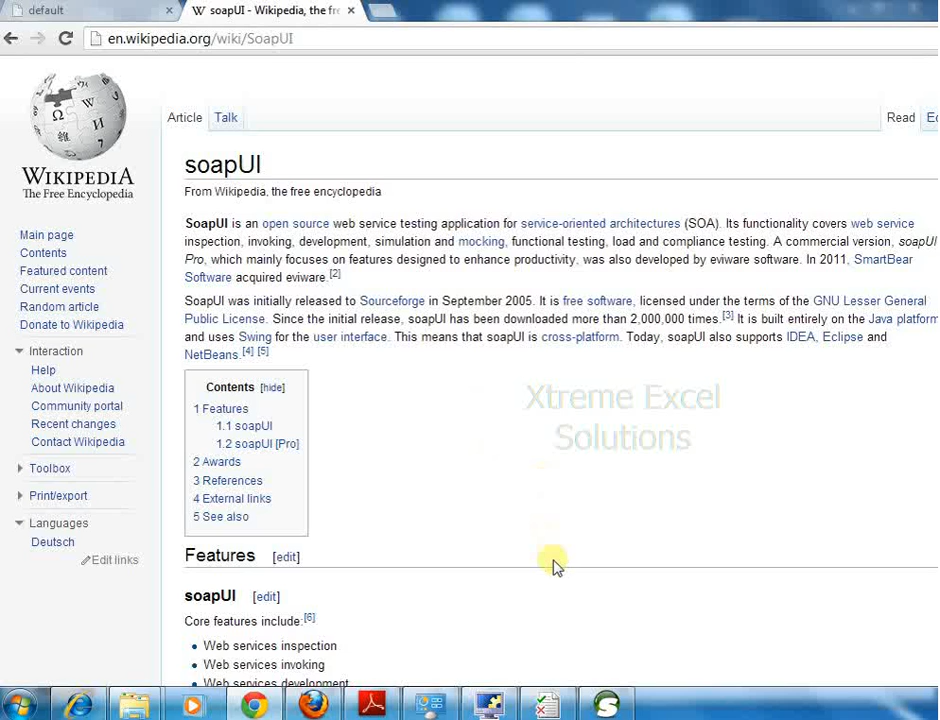 default
soapUI - Wikipedia, the fr
en.wikipedia.org/wiki/SoapUI
WIKIPEDIA
The Free Encyclopedia
Main page
Contents
Featured content
Current events
Random article
Donate to Wikipedia
Interaction
Help
About Wikipedia
Community portal
Recent changes
Contact Wikipedia
Toolbox
Print/export
Languages
Deutsch
Edit links
Article Talk Read
soapUI
From Wikipedia, the free encyclopedia
SoapUI is an open source web service testing application for service-oriented architectures (SOA). Its functionality covers web service
inspection, invoking, development, simulation and mocking, functional testing, load and compliance testing. A commercial version, soapUI
Pro, which mainly focuses on features designed to enhance productivity, was also developed by eviware software. In 2011, SmartBear
Software acquired eviware.[2]
SoapUI was initially released to Sourceforge in September 2005. It is free software, licensed under the terms of the GNU Lesser General
Public License. Since the initial release, soapUI has been downloaded more than 2,000,000 times.[3] It is built entirely on the Java platform
and uses Swing for the user interface. This means that soapUI is cross-platform. Today, soapUI also supports IDEA, Eclipse and
NetBeans.[4] [5]
Contents [hide]
1 Features
1.1 soapUI
1.2 soapUI [Pro]
2 Awards
3 References
4 External links
5 See also
Xtreme Excel
Solutions
Features [edit]
soapUI [edit]
Core features include:[6]
Web services inspection
Web services invoking
Web services development